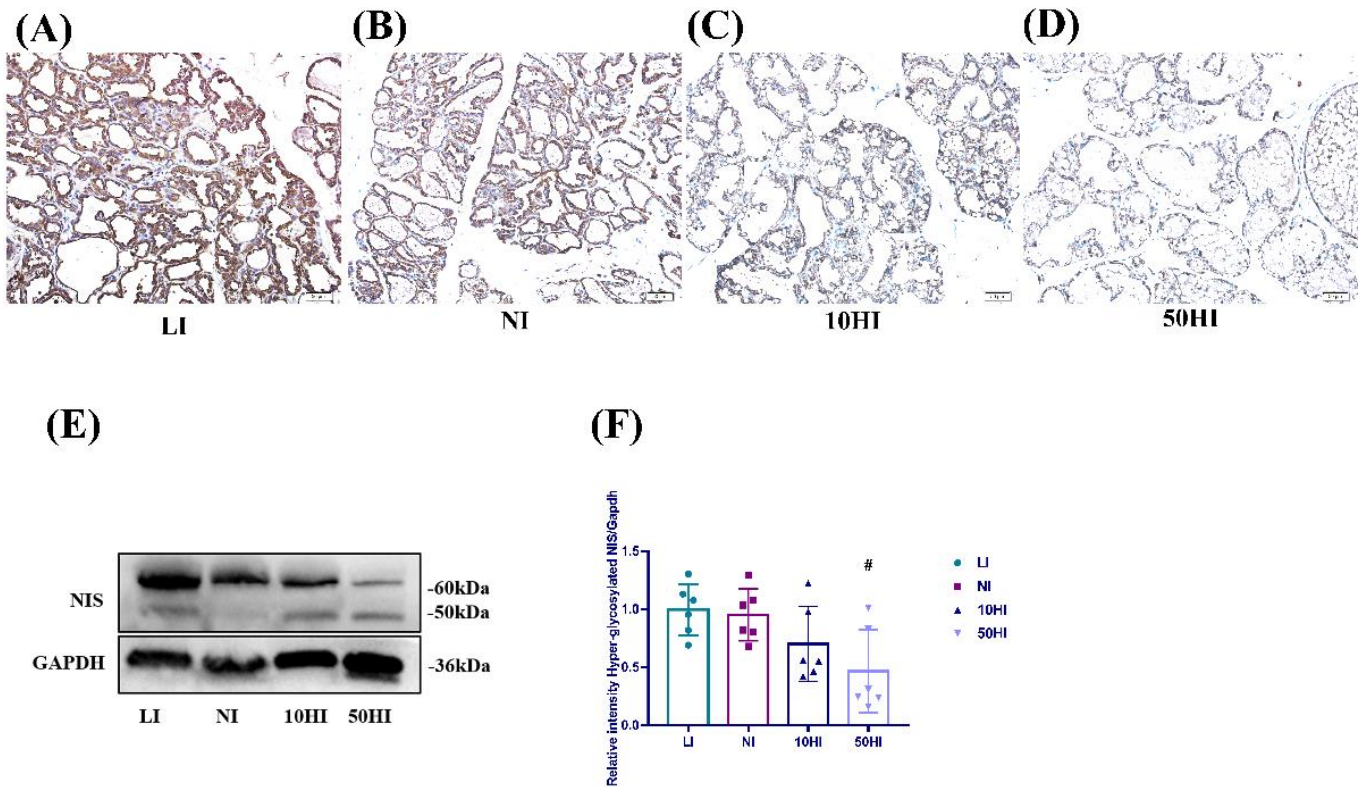 (A)
(B)
(C)
(D)
LI
NI
10HI
50HI
(E)
(F)
NIS
-60kDa
-50kDa
GAPDH
-36kDa
LI NI 10HI 50HI
Relative intensity Hyper-glycosylated NIS/Gapdh
1.5
1.0
0.5
0.0
#
LI NI 10HI 50HI
LI
NI
10HI
50HI